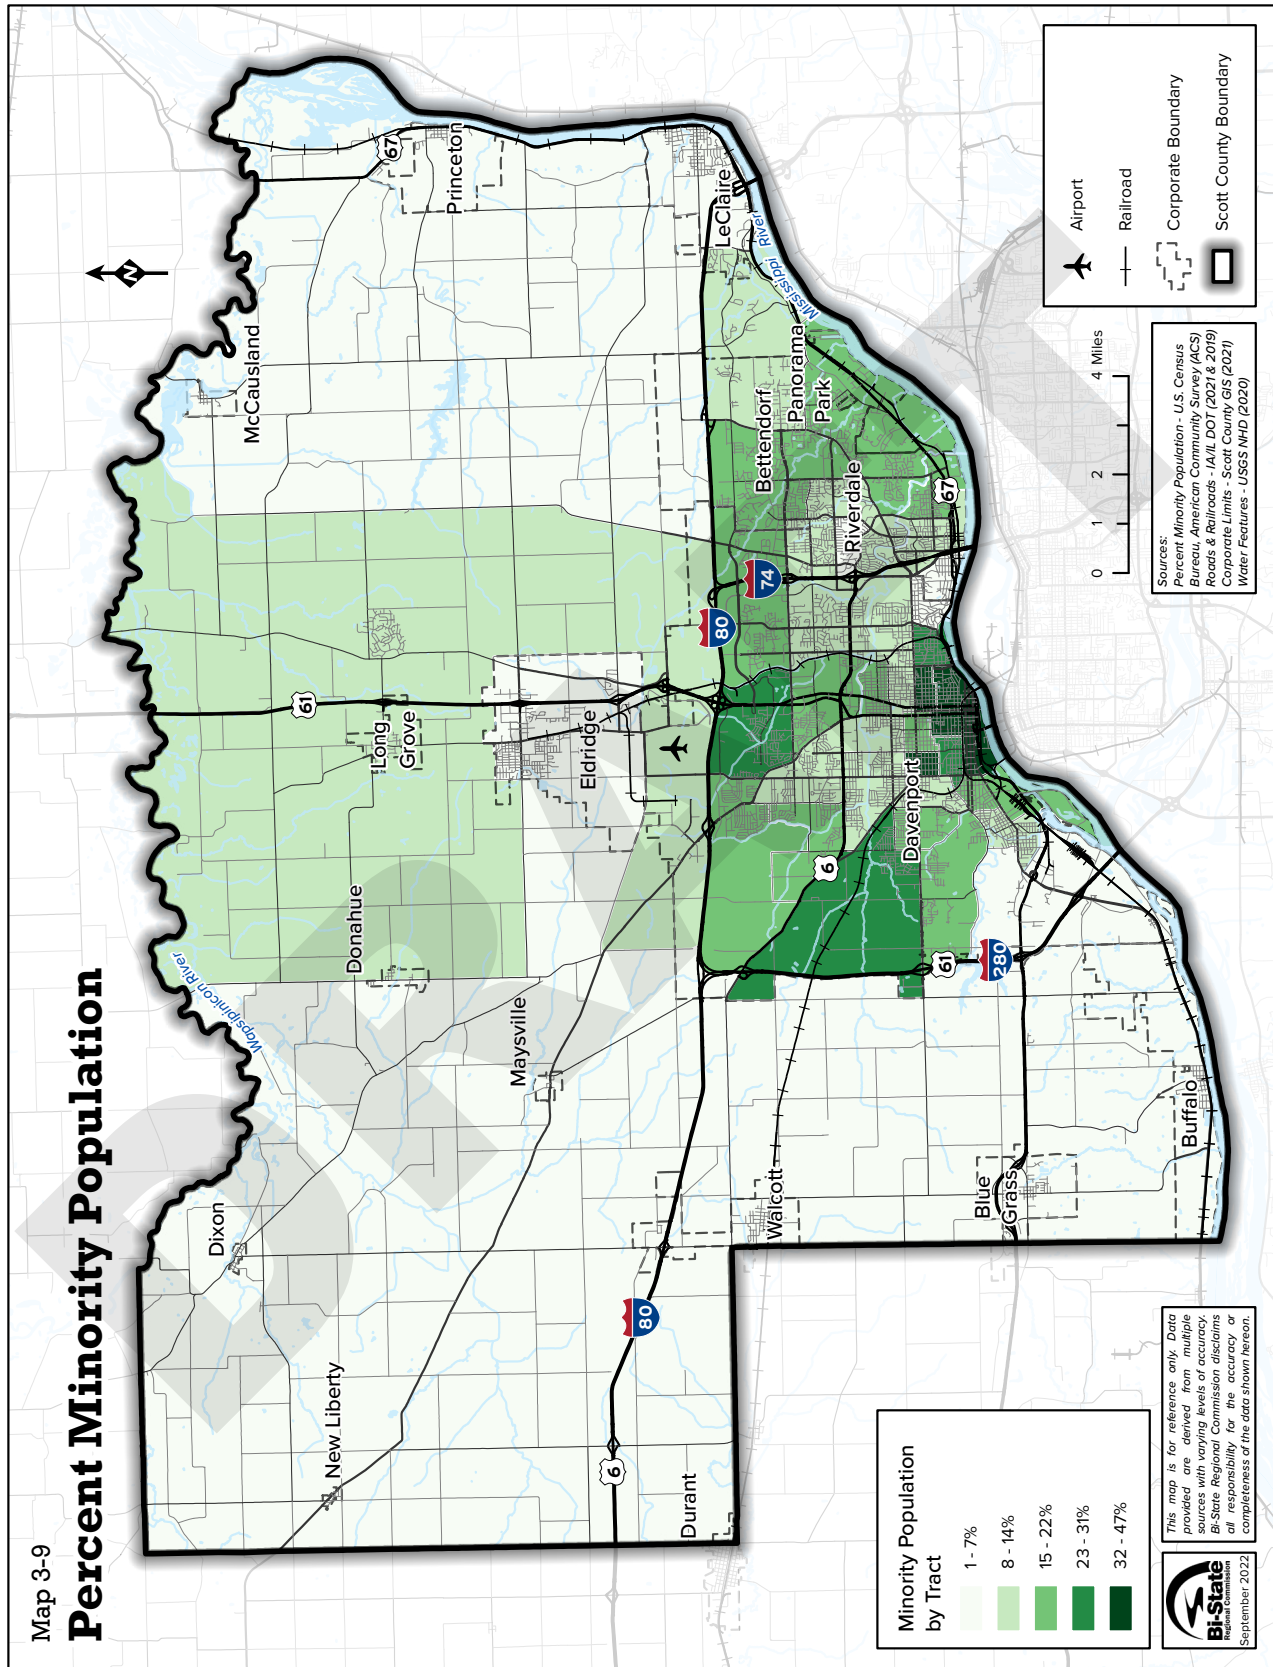 Map 3-9
Percent Minority Population
DRAFT
N
Wapsipinicon River
Mississippi River
McCausland
Princeton
LeClaire
Dixon
Donahue
Long
Grove
New Liberty
Maysville
Eldridge
Bettendorf
Panorama
Park
Riverdale
Davenport
Durant
Walcott
Blue
Grass
Buffalo
67
61
80
74
6
80
6
67
61
280
Minority Population
by Tract
1 - 7%
8 - 14%
15 - 22%
23 - 31%
32 - 47%
This map is for reference only. Data
provided are derived from multiple
sources with varying levels of accuracy.
Bi-State Regional Commission disclaims
all responsibility for the accuracy or
completeness of the data shown hereon.
Bi-State
Regional Commission
September 2022
0 1 2 4 Miles
Sources:
Percent Minority Population - U.S. Census
Bureau, American Community Survey (ACS)
Roads & Railroads - IA/IL DOT (2021 & 2019)
Corporate Limits - Scott County GIS (2021)
Water Features - USGS NHD (2020)
Airport
Railroad
Corporate Boundary
Scott County Boundary